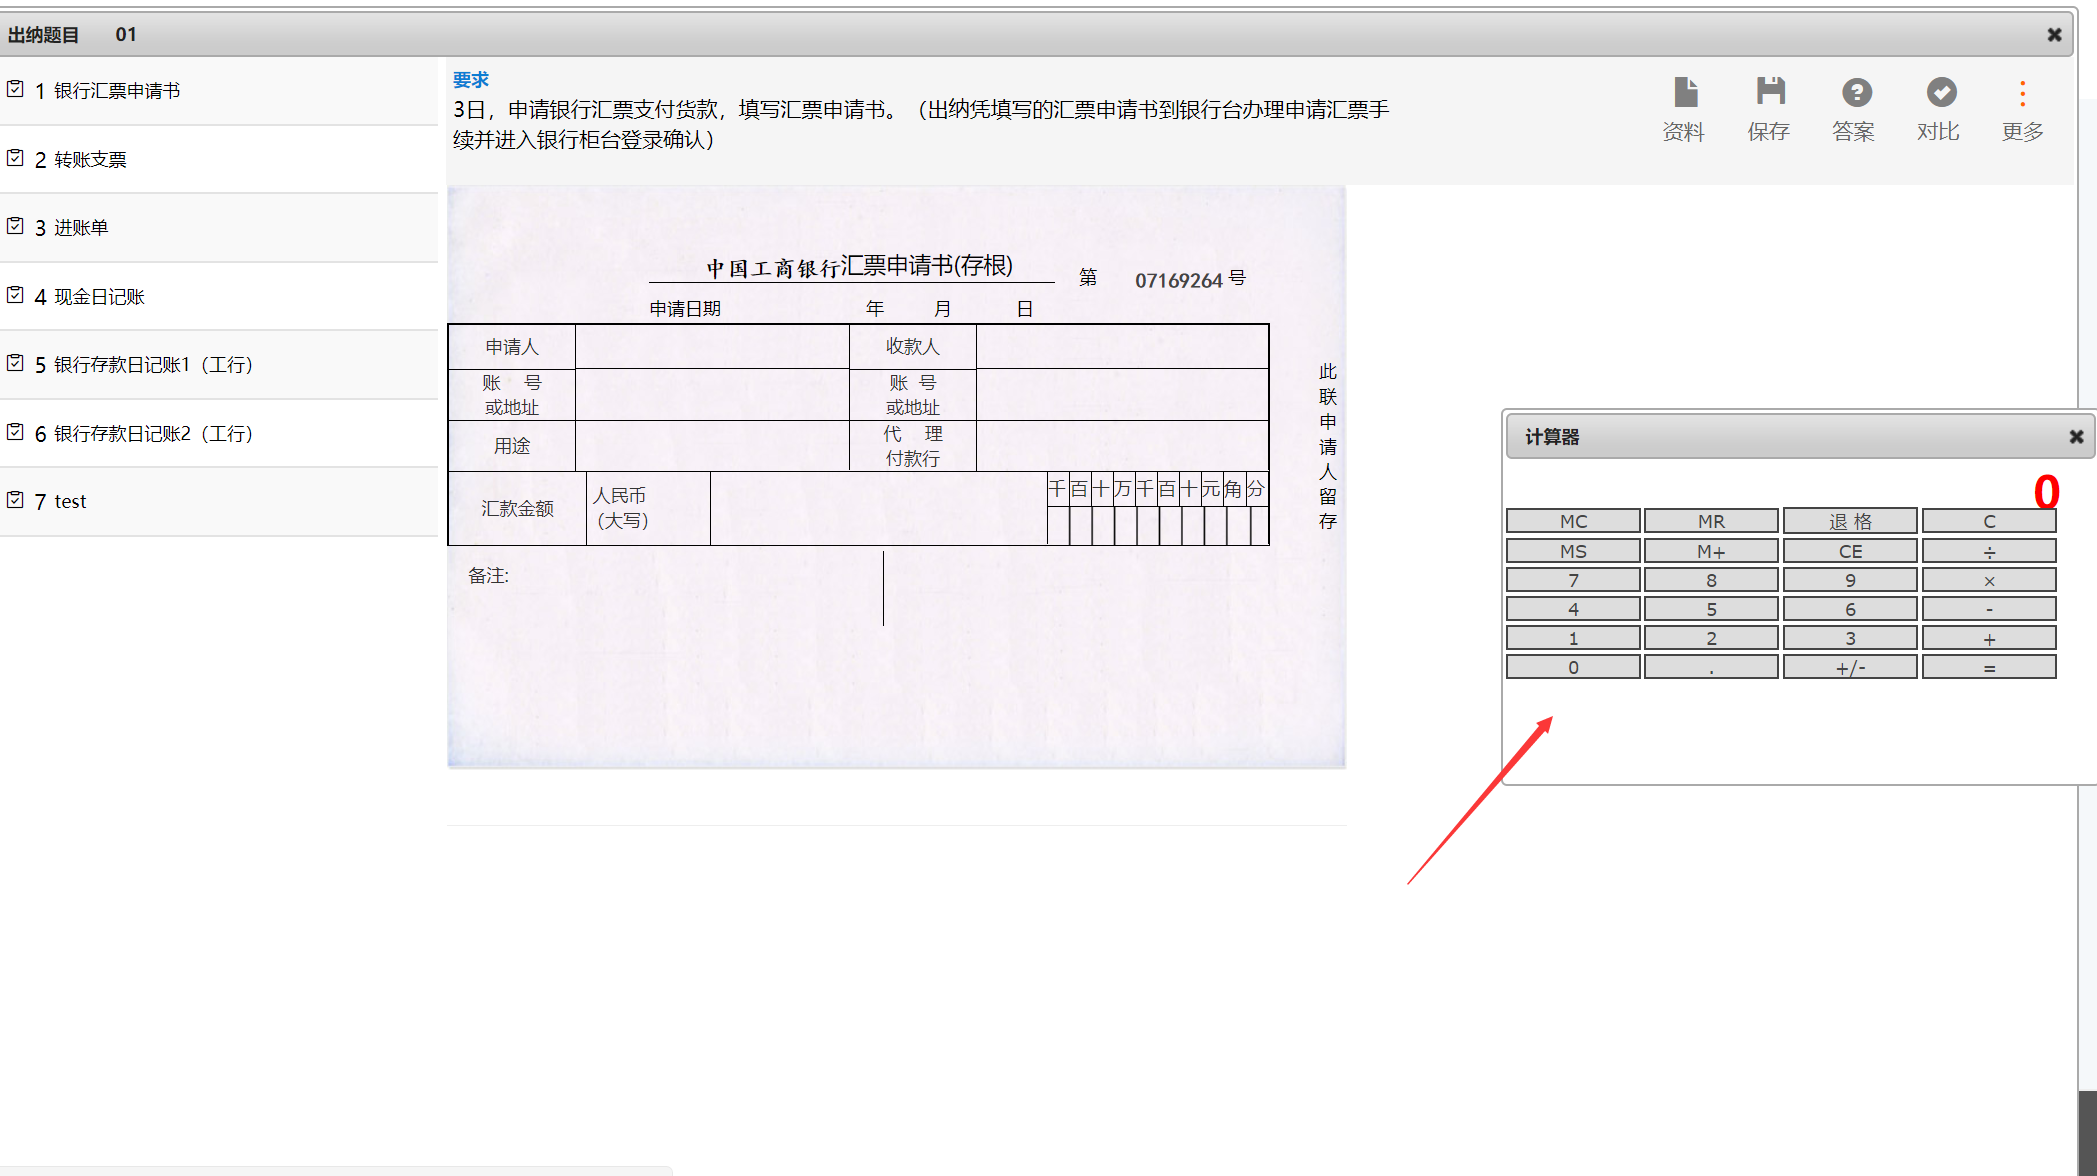 出纳题目 01
1 银行汇票申请书
2 转账支票
3 进账单
4 现金日记账
5 银行存款日记账1（工行）
6 银行存款日记账2（工行）
7 test
要求
3日，申请银行汇票支付货款，填写汇票申请书。（出纳凭填写的汇票申请书到银行台办理申请汇票手
续并进入银行柜台登录确认）
资料 保存 答案 对比 更多
中国工商银行汇票申请书(存根) 第 07169264 号
申请日期 年 月 日
申请人 收款人
账 号 账 号
或地址 或地址
用途 代 理
付款行
汇款金额 人民币
（大写）
千百十万千百十元角分
备注:
此联申请人留存
计算器
0
MC MR 退 格 C
MS M+ CE ÷
7 8 9 ×
4 5 6 -
1 2 3 +
0 . +/- =